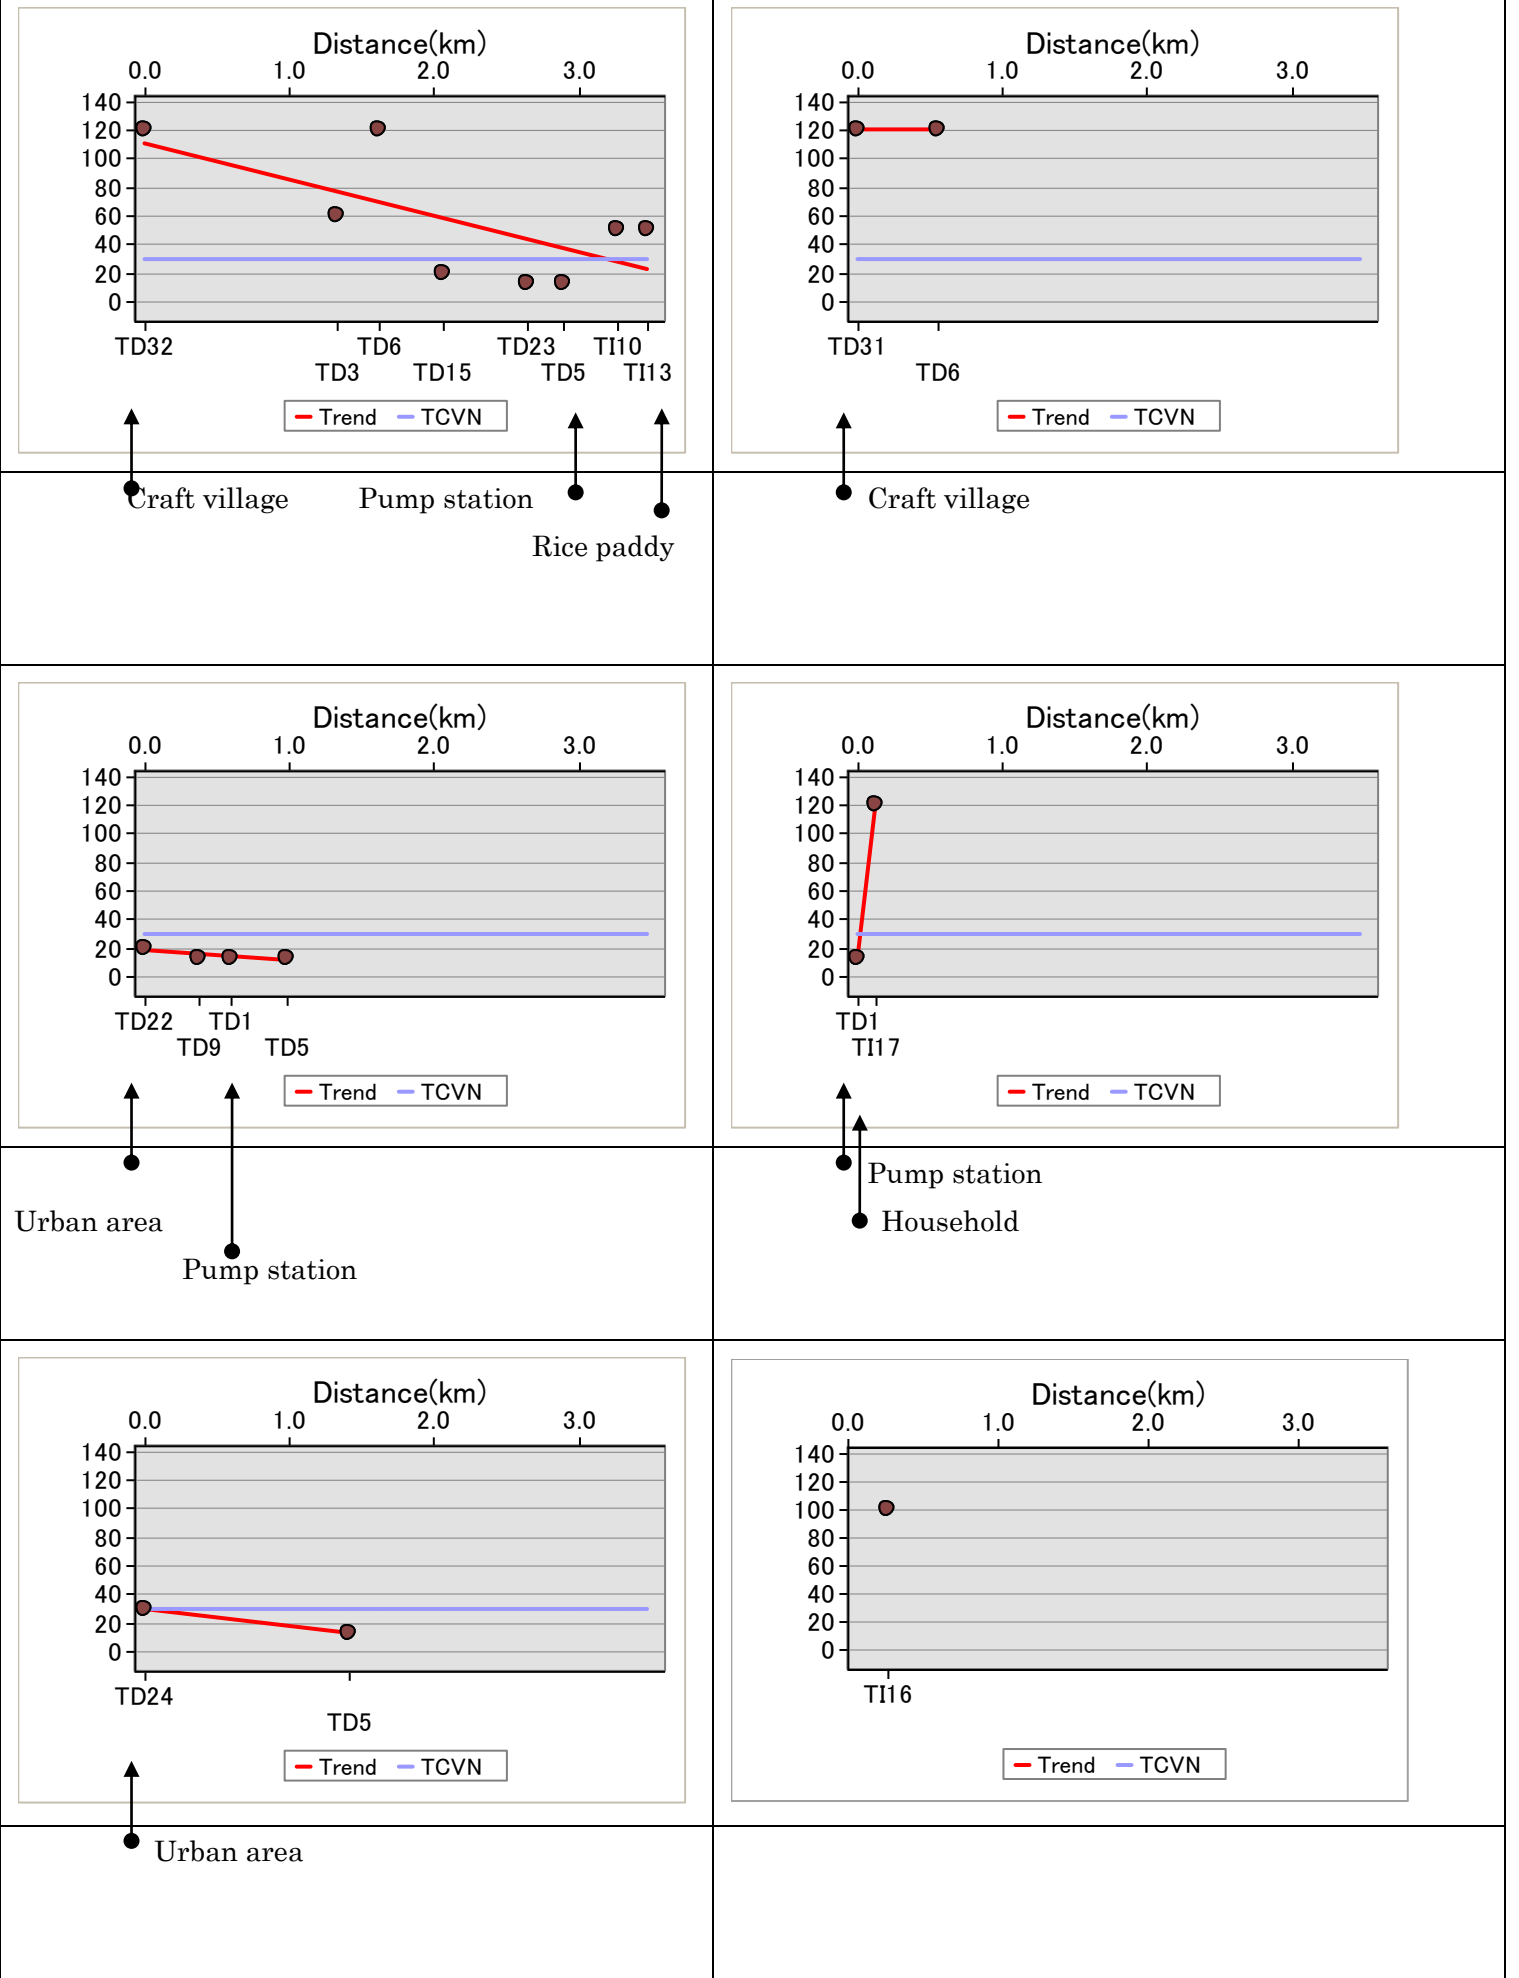 Distance(km)
0.0 1.0 2.0 3.0
140
120
100
80
60
40
20
0
TD32 TD6 TD23 TI10
TD3 TD15 TD5 TI13
Trend TCVN
Craft village Pump station
Rice paddy
Distance(km)
0.0 1.0 2.0 3.0
140
120
100
80
60
40
20
0
TD31
TD6
Trend TCVN
Craft village
Distance(km)
0.0 1.0 2.0 3.0
140
120
100
80
60
40
20
0
TD22 TD1
TD9 TD5
Trend TCVN
Urban area
Pump station
Distance(km)
0.0 1.0 2.0 3.0
140
120
100
80
60
40
20
0
TD1
TI17
Trend TCVN
Pump station
Household
Distance(km)
0.0 1.0 2.0 3.0
140
120
100
80
60
40
20
0
TD24
TD5
Trend TCVN
Urban area
Distance(km)
0.0 1.0 2.0 3.0
140
120
100
80
60
40
20
0
TI16
Trend TCVN